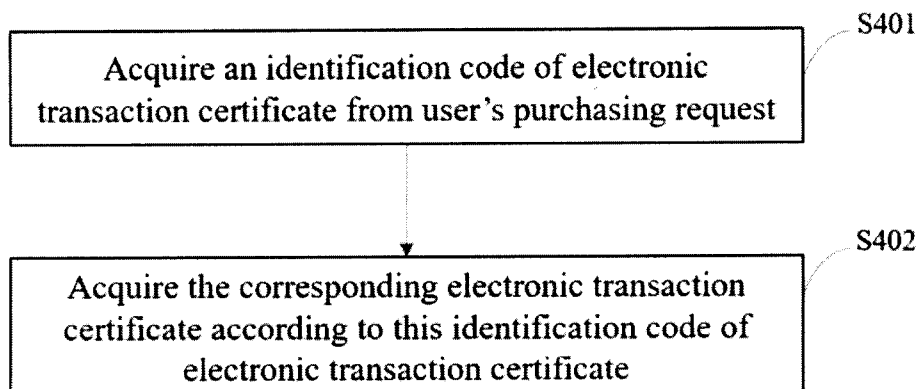 S401
Acquire an identification code of electronic
transaction certificate from user's purchasing request
S402
Acquire the corresponding electronic transaction
certificate according to this identification code of
electronic transaction certificate